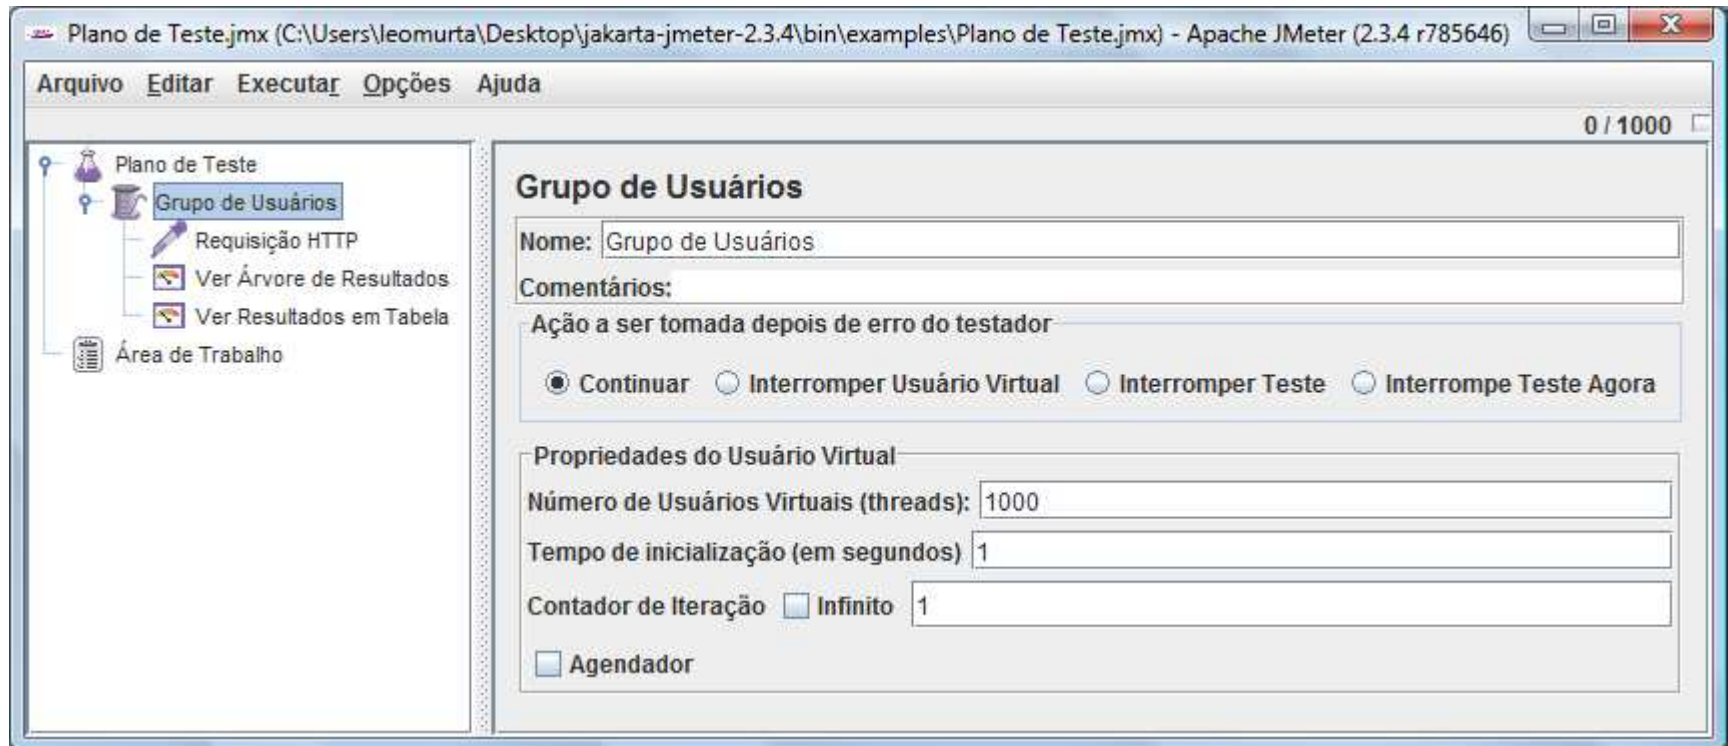 Plano de Teste.jmx (C:\Users\leomurta\Desktop\jakarta-jmeter-2.3.4\bin\examples\Plano de Teste.jmx) - Apache JMeter (2.3.4 r785646)
Arquivo Editar Executar Opções Ajuda
0 / 1000
Plano de Teste
Grupo de Usuários
Requisição HTTP
Ver Árvore de Resultados
Ver Resultados em Tabela
Área de Trabalho
Grupo de Usuários
Nome: Grupo de Usuários
Comentários:
Ação a ser tomada depois de erro do testador
Continuar Interromper Usuário Virtual Interromper Teste Interrompe Teste Agora
Propriedades do Usuário Virtual
Número de Usuários Virtuais (threads): 1000
Tempo de inicialização (em segundos) 1
Contador de Iteração Infinito 1
Agendador